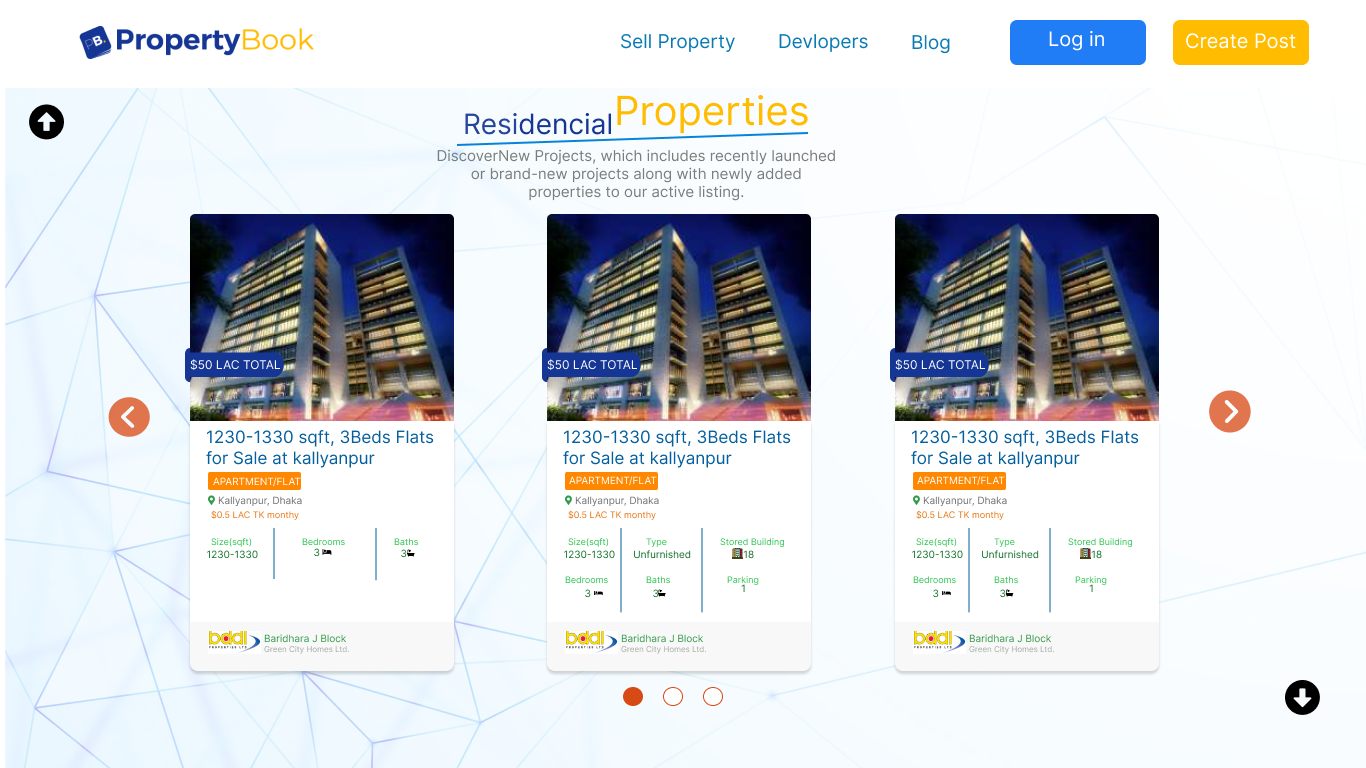 B. PropertyBook
Sell Property
Devlopers
Blog
Log in
Create Post
Residencial Properties
DiscoverNew Projects, which includes recently launched
or brand-new projects along with newly added
properties to our active listing.
$50 LAC TOTAL
1230-1330 sqft, 3Beds Flats
for Sale at kallyanpur
APARTMENT/FLAT
Kallyanpur, Dhaka
$0.5 LAC TK monthy
Size(sqft) Bedrooms Baths
1230-1330 3 3
bddl
PROPERTIES LTD
Baridhara J Block
Green City Homes Ltd.
$50 LAC TOTAL
1230-1330 sqft, 3Beds Flats
for Sale at kallyanpur
APARTMENT/FLAT
Kallyanpur, Dhaka
$0.5 LAC TK monthy
Size(sqft) Type Stored Building
1230-1330 Unfurnished 18
Bedrooms Baths Parking
3 3 1
bddl
PROPERTIES LTD
Baridhara J Block
Green City Homes Ltd.
$50 LAC TOTAL
1230-1330 sqft, 3Beds Flats
for Sale at kallyanpur
APARTMENT/FLAT
Kallyanpur, Dhaka
$0.5 LAC TK monthy
Size(sqft) Type Stored Building
1230-1330 Unfurnished 18
Bedrooms Baths Parking
3 3 1
bddl
PROPERTIES LTD
Baridhara J Block
Green City Homes Ltd.